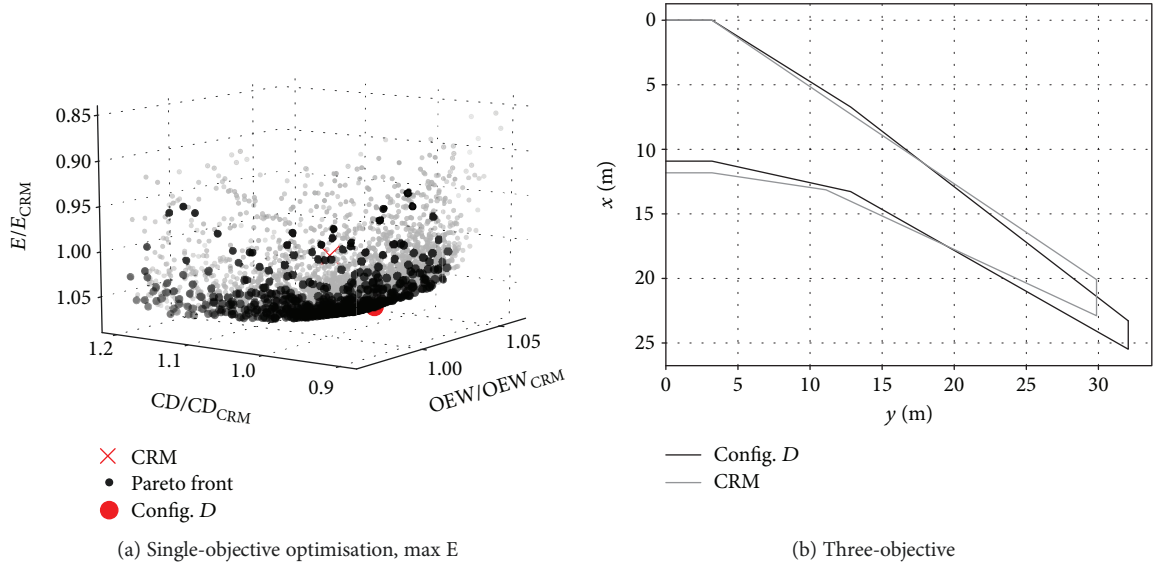 0.85
0.90
0.95
1.00
1.05
E/E_CRM
1.2
1.1
1.0
0.9
CD/CD_CRM
1.00
1.05
OEW/OEW_CRM
CRM
Pareto front
Config. D
(a) Single-objective optimisation, max E
0
5
10
15
20
25
x (m)
0 5 10 15 20 25 30
y (m)
Config. D
CRM
(b) Three-objective